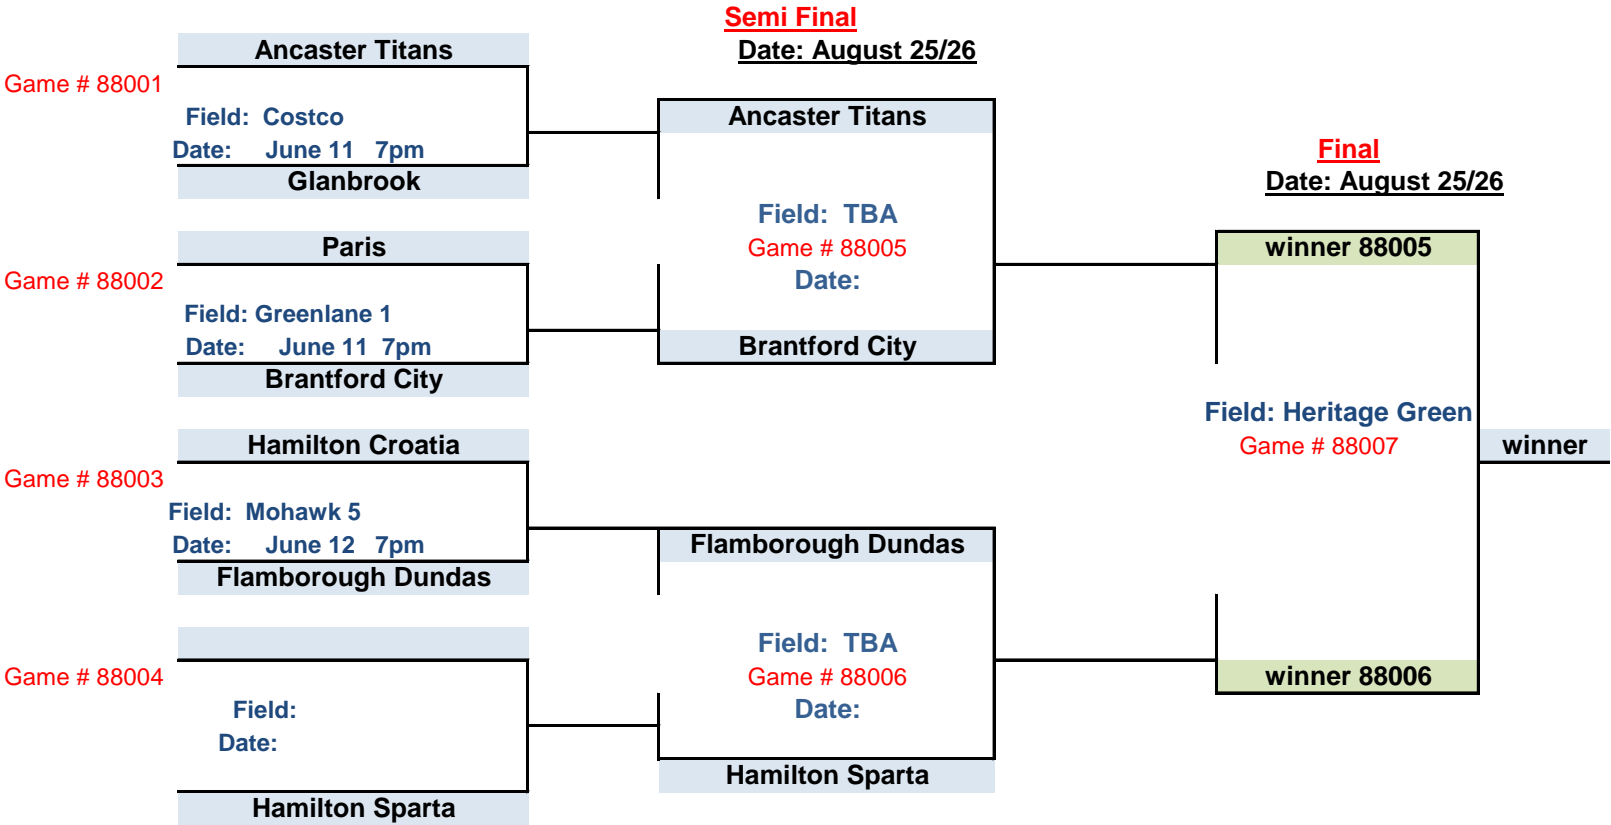 Semi Final
Date: August 25/26
Ancaster Titans
Game # 88001
Field: Costco
Date: June 11 7pm
Glanbrook
Ancaster Titans
Field: TBA
Game # 88005
Date:
Brantford City
Paris
Game # 88002
Field: Greenlane 1
Date: June 11 7pm
Brantford City
Final
Date: August 25/26
winner 88005
Field: Heritage Green
Game # 88007
winner
winner 88006
Hamilton Croatia
Game # 88003
Field: Mohawk 5
Date: June 12 7pm
Flamborough Dundas
Flamborough Dundas
Field: TBA
Game # 88006
Date:
Hamilton Sparta
Game # 88004
Field:
Date:
Hamilton Sparta